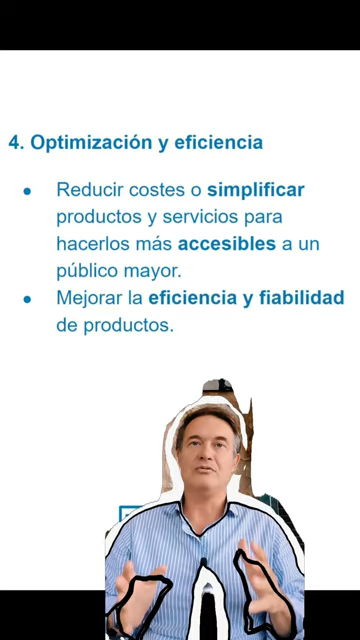 4. Optimización y eficiencia
● Reducir costes o simplificar
productos y servicios para
hacerlos más accesibles a un
público mayor.
● Mejorar la eficiencia y fiabilidad
de productos.